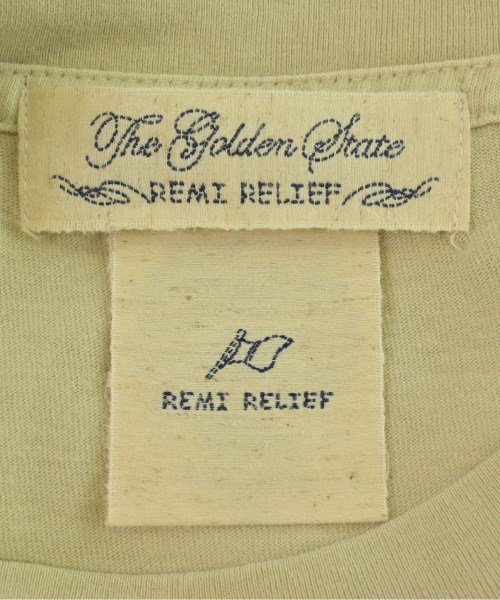 The Golden State
REMI RELIEF
REMI RELIEF